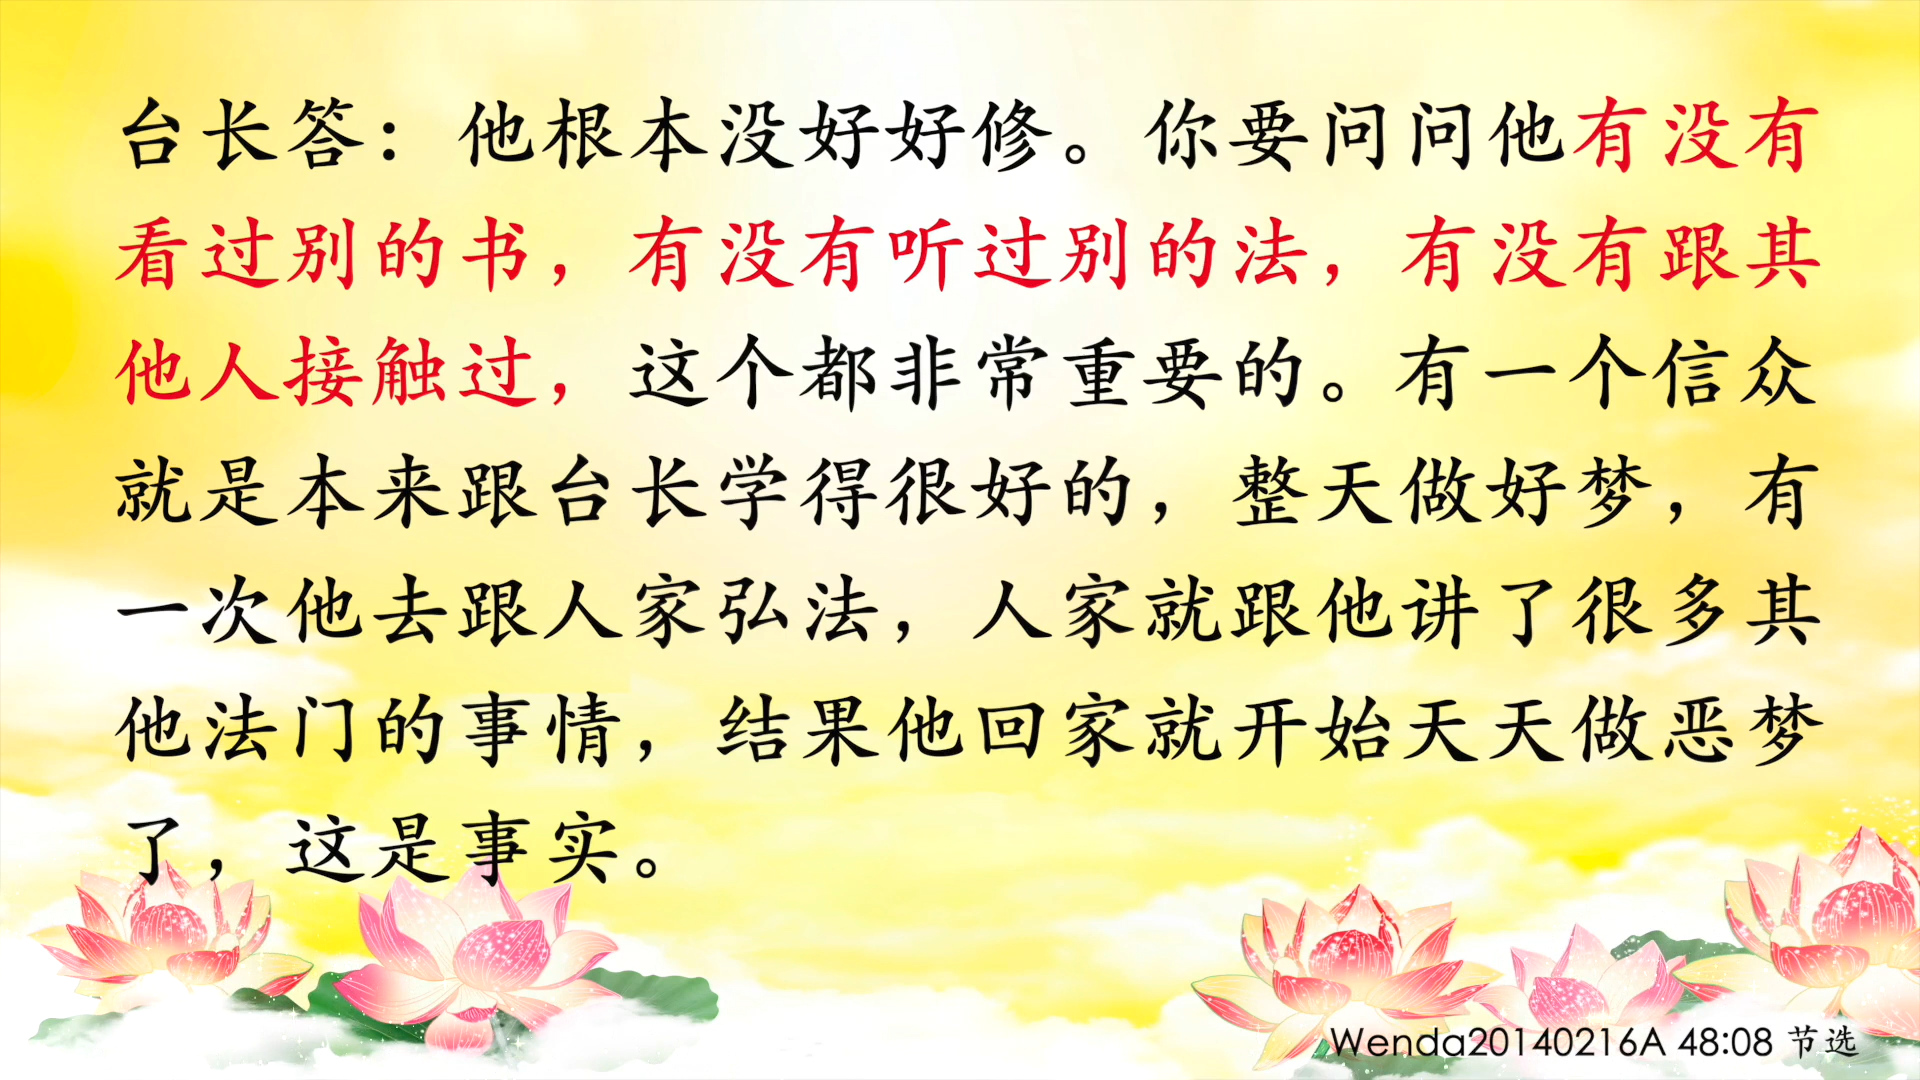 台长答：他根本没好好修。你要问问他有没有
看过别的书，有没有听过别的法，有没有跟其
他人接触过，这个都非常重要的。有一个信众
就是本来跟台长学得很好的，整天做好梦，有
一次他去跟人家弘法，人家就跟他讲了很多其
他法门的事情，结果他回家就开始天天做恶梦
了，这是事实。
Wenda20140216A 48:08 节选